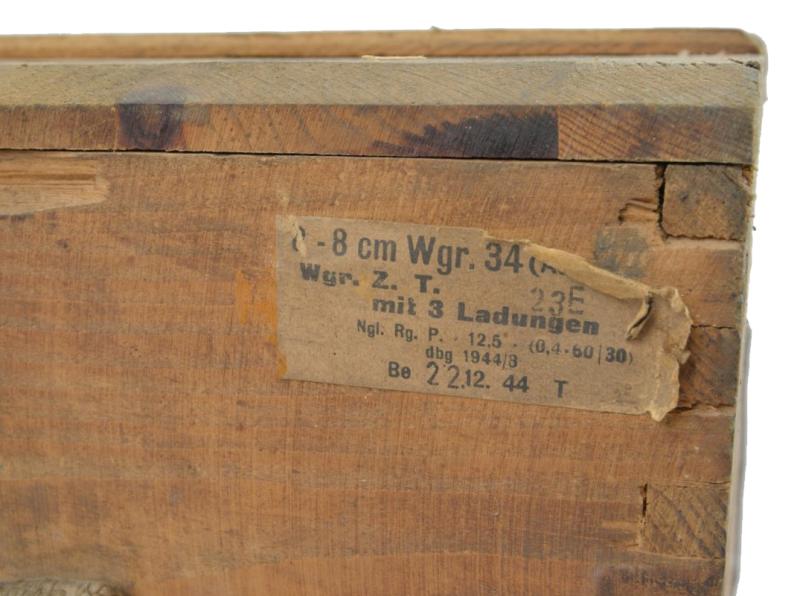 - 8 cm Wgr. 34
Wgr. Z. T. 23E
mit 3 Ladungen
Ngl. Rg. P. - 12.5 - (0,4-60/30)
dbg 1944/8
Be 22.12. 44 T